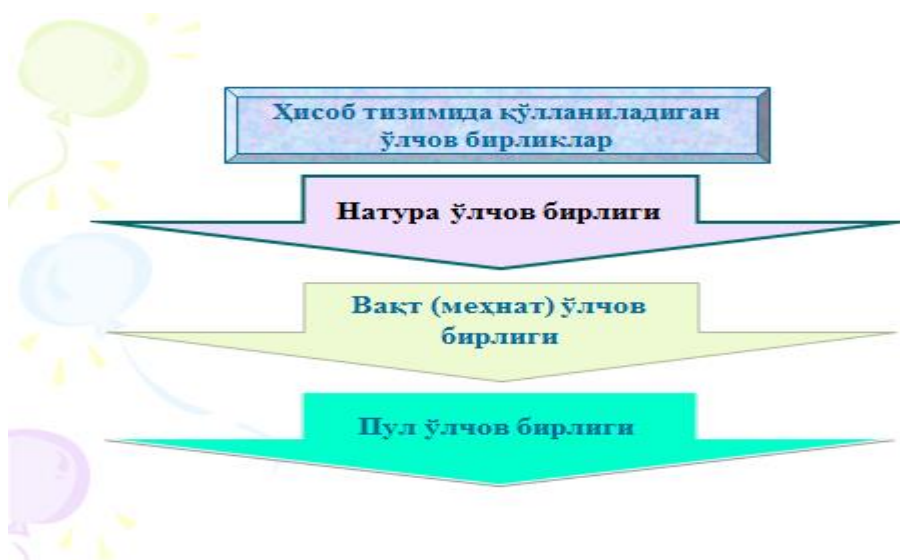 Ҳисоб тизимида қўлланиладиган
ўлчов бирликлар
Натура ўлчов бирлиги
Вақт (меҳнат) ўлчов
бирлиги
Пул ўлчов бирлиги